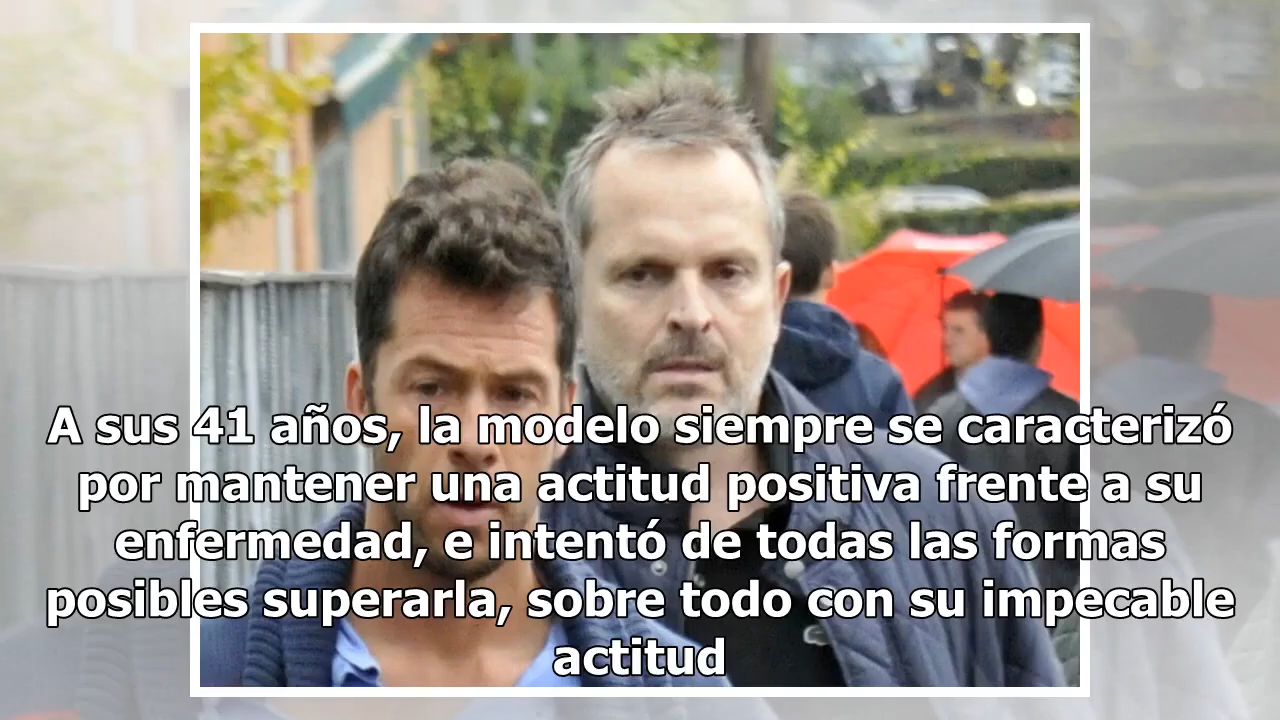 A sus 41 años, la modelo siempre se caracterizó
por mantener una actitud positiva frente a su
enfermedad, e intentó de todas las formas
posibles superarla, sobre todo con su impecable
actitud